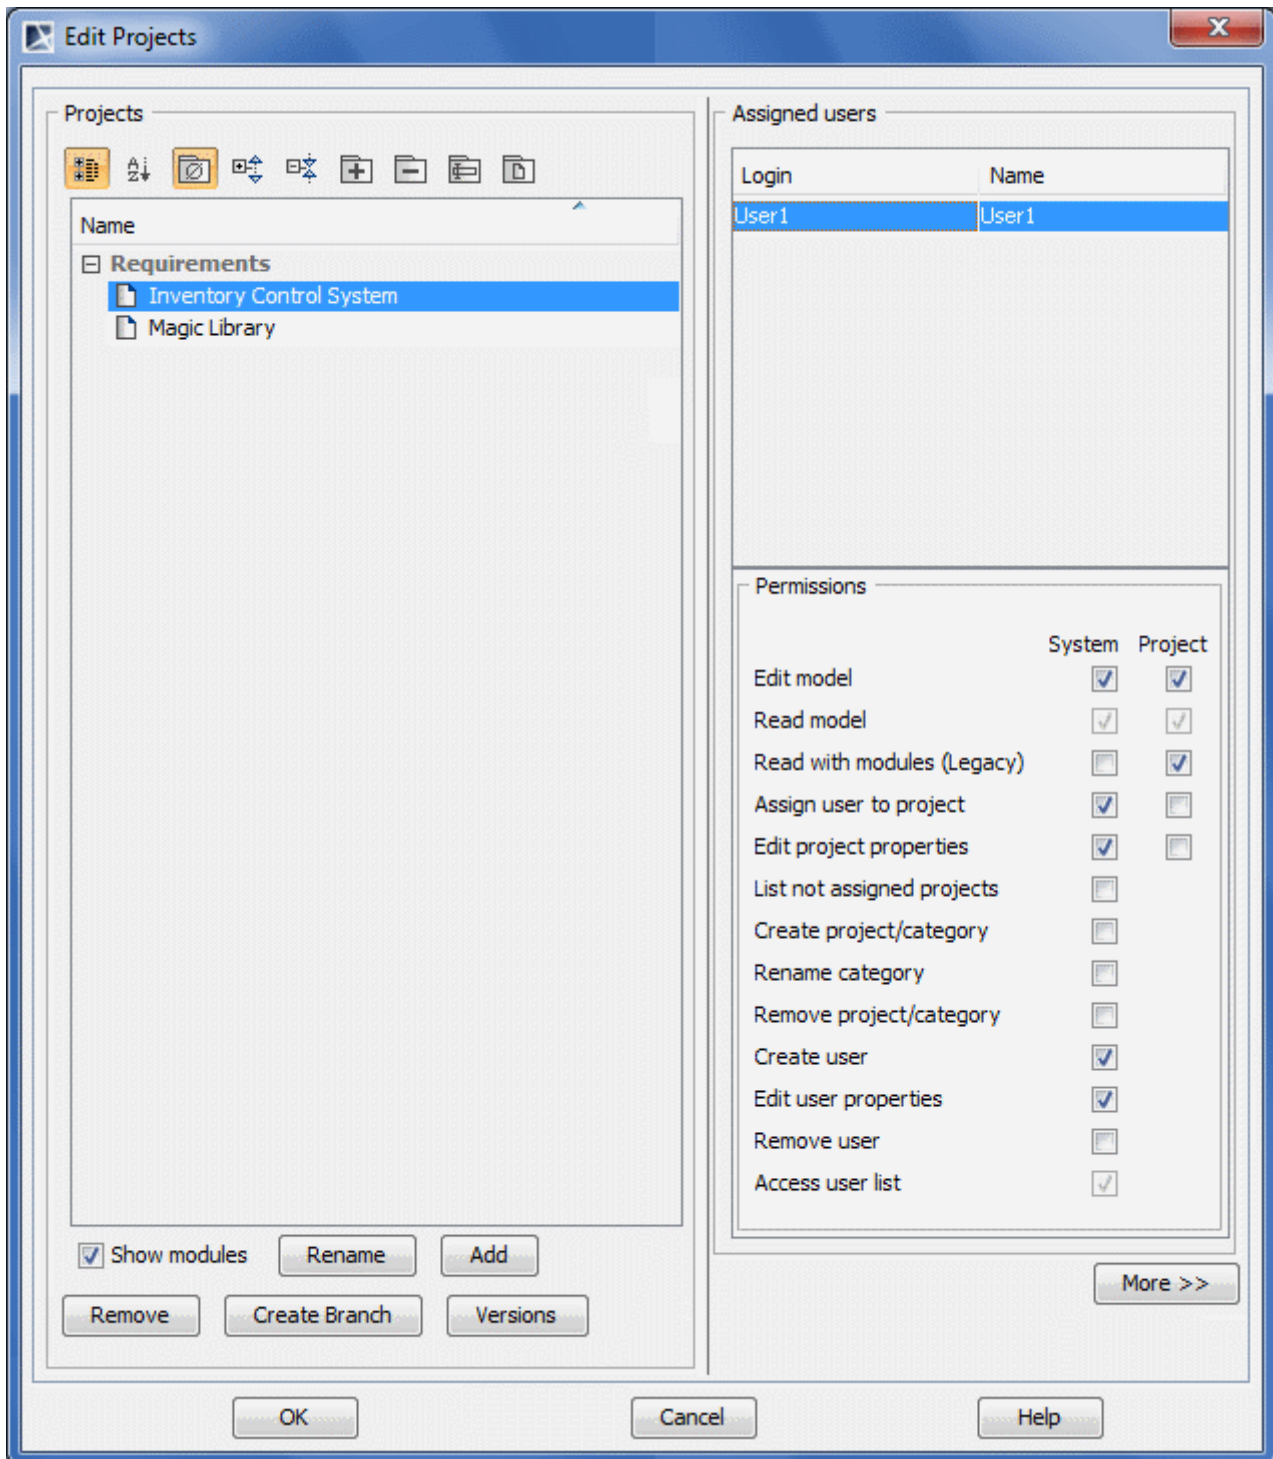 Edit Projects
Projects
Name
Requirements
Inventory Control System
Magic Library
Show modules
Rename
Add
Remove
Create Branch
Versions
Assigned users
Login Name
User1 User1
Permissions
System Project
Edit model
Read model
Read with modules (Legacy)
Assign user to project
Edit project properties
List not assigned projects
Create project/category
Rename category
Remove project/category
Create user
Edit user properties
Remove user
Access user list
More >>
OK
Cancel
Help